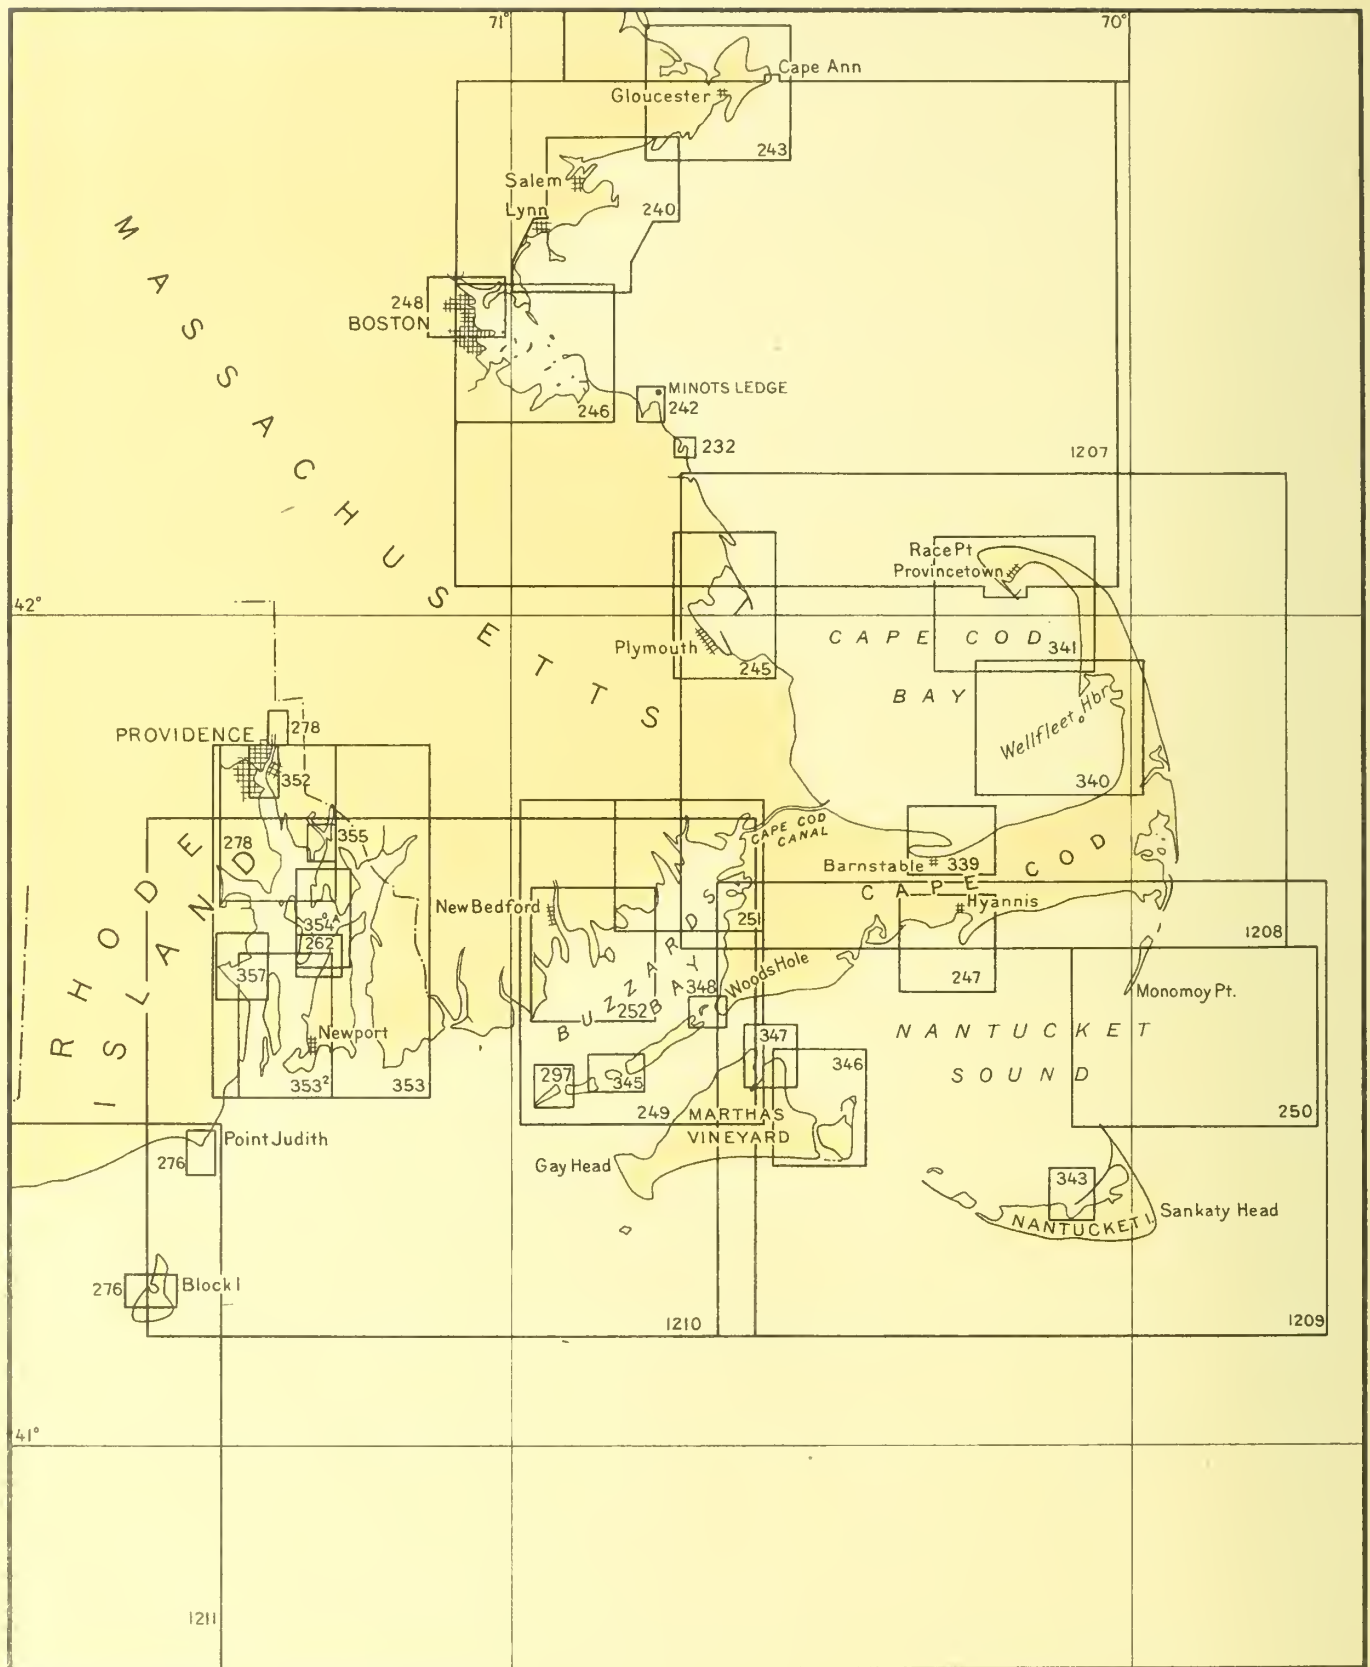 71°
70°
Cape Ann
Gloucester
243
Salem
Lynn
240
248
BOSTON
246
MINOTS LEDGE
242
232
1207
MASSACHUSETTS
42°
Race Pt
Provincetown
CAPE COD
341
BAY
Plymouth
245
Wellfleet Hbr
340
PROVIDENCE
278
352
278
355
CAPE COD
CANAL
Barnstable
339
CAPE COD
Hyannis
New Bedford
251
1208
RHODE
ISLAND
354
262
357
BUZZARDS
BAY
252
348
Woods Hole
247
Monomoy Pt.
NANTUCKET
SOUND
Newport
353²
353
297
345
249
347
346
MARTHAS
VINEYARD
250
Point Judith
276
Gay Head
343
NANTUCKET I.
Sankaty Head
276
Block I
1210
1209
41°
1211